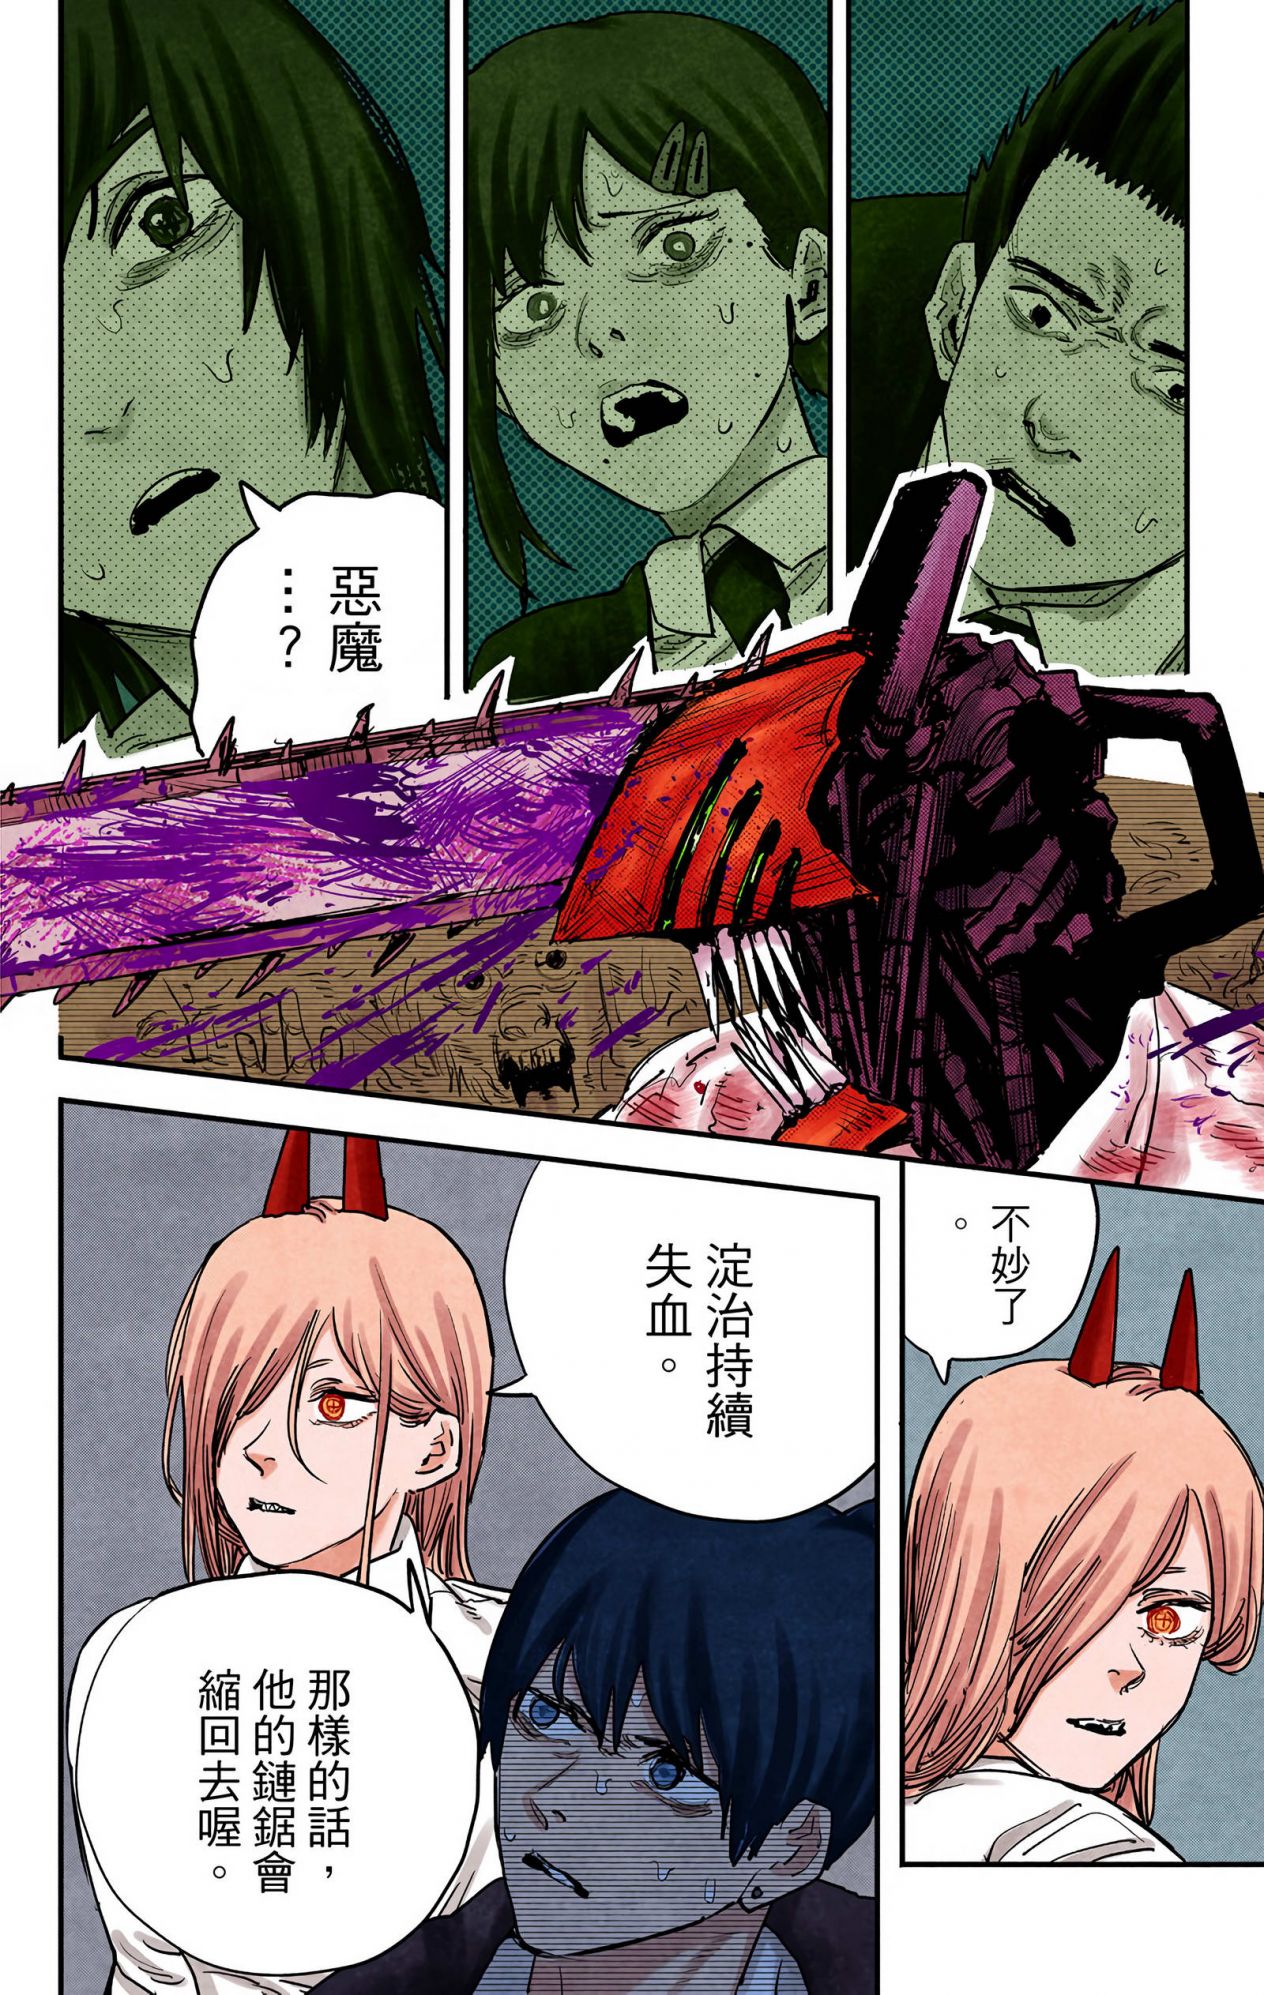 惡魔
…？
不妙了
。
淀治持續
失血。
那樣的話，
他的鏈鋸會
縮回去喔。